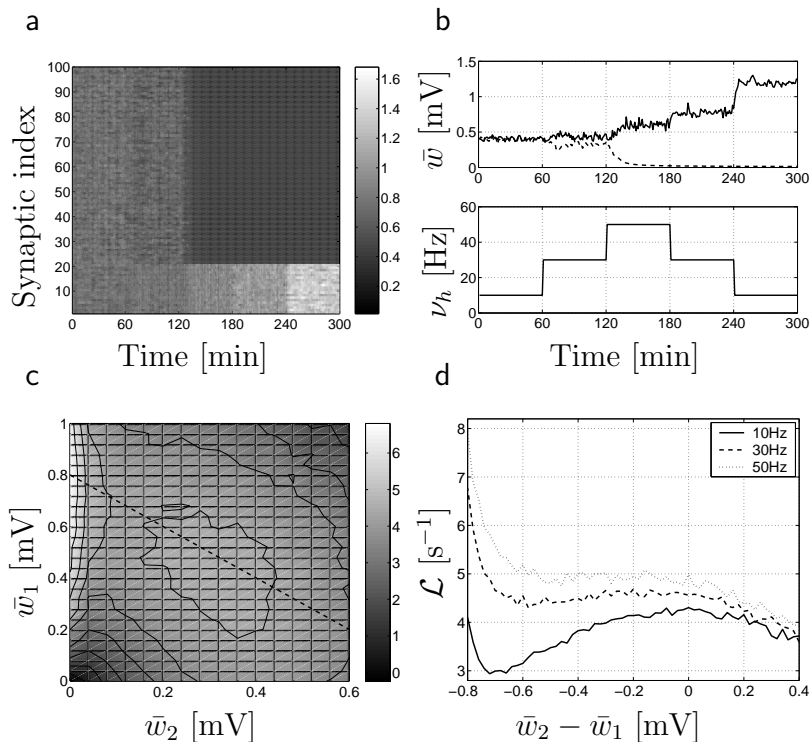 a
100
90
80
70
60
50
40
30
20
10
Synaptic index
0 60 120 180 240 300
Time [min]
1.6
1.4
1.2
1
0.8
0.6
0.4
0.2
b
1.5
1
0.5
0
w̄ [mV]
0 60 120 180 240 300
60
40
20
0
ν_h [Hz]
0 60 120 180 240 300
Time [min]
c
1
0.8
0.6
0.4
0.2
0
w̄_1 [mV]
0 0.2 0.4 0.6
w̄_2 [mV]
6
5
4
3
2
1
0
d
8
7
6
5
4
3
𝓛 [s^{−1}]
10Hz
30Hz
50Hz
−0.8 −0.6 −0.4 −0.2 0 0.2 0.4
w̄_2 − w̄_1 [mV]